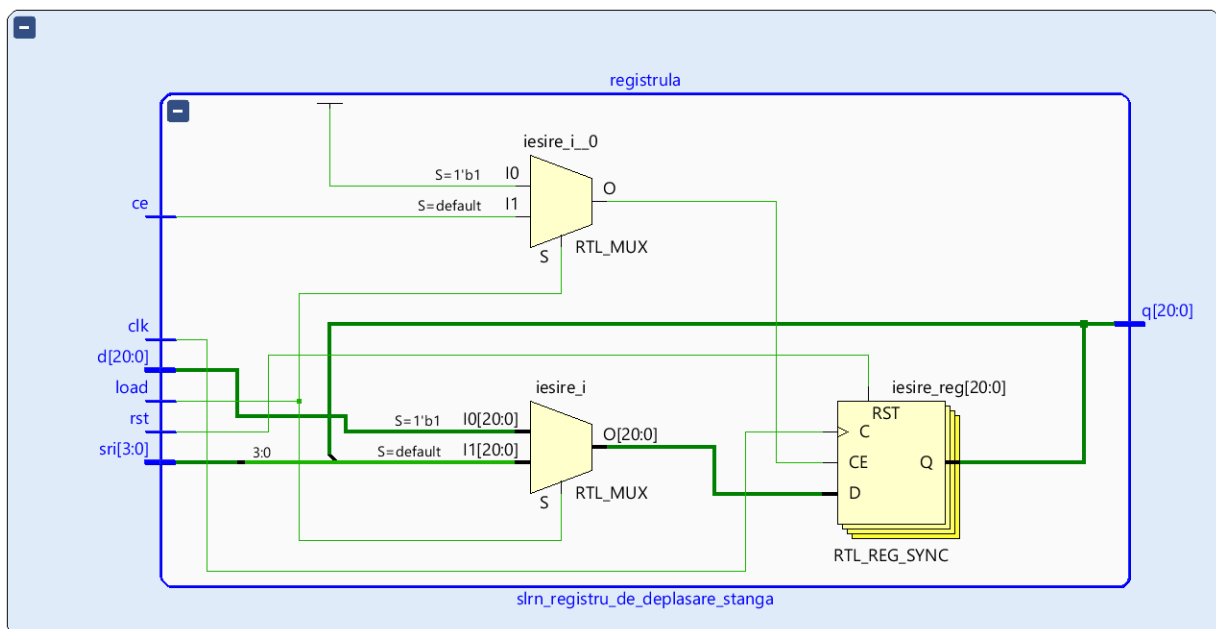 registrula
iesire_i__0
S=1'b1
I0
O
ce
S=default
I1
RTL_MUX
S
q[20:0]
clk
d[20:0]
load
iesire_i
iesire_reg[20:0]
rst
S=1'b1
I0[20:0]
RST
O[20:0]
C
sri[3:0]
3:0
S=default
I1[20:0]
CE
Q
RTL_MUX
D
S
RTL_REG_SYNC
slrn_registru_de_deplasare_stanga